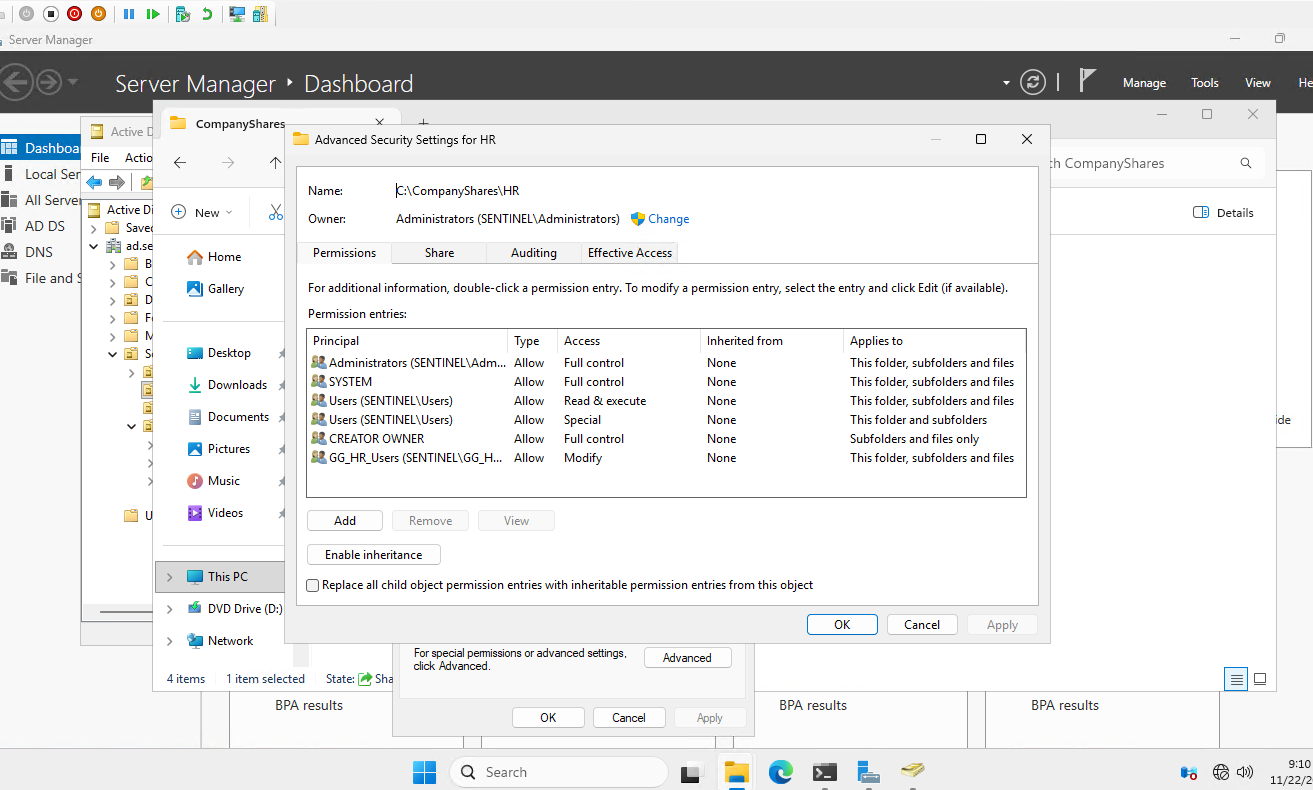 Server Manager
Server Manager ‣ Dashboard
Manage Tools View He
Dashboa
Local Ser
All Server
AD DS
DNS
File and S
Active D
File Actio
Active Di
Saved
ad.se
B
C
D
F
M
S
U
CompanyShares
ch CompanyShares
New
Details
Home
Gallery
Desktop
Downloads
Documents
Pictures
Music
Videos
This PC
DVD Drive (D:)
Network
4 items 1 item selected State: Sha
Advanced Security Settings for HR
Name: C:\CompanyShares\HR
Owner: Administrators (SENTINEL\Administrators) Change
Permissions Share Auditing Effective Access
For additional information, double-click a permission entry. To modify a permission entry, select the entry and click Edit (if available).
Permission entries:
Principal Type Access Inherited from Applies to
Administrators (SENTINEL\Adm... Allow Full control None This folder, subfolders and files
SYSTEM Allow Full control None This folder, subfolders and files
Users (SENTINEL\Users) Allow Read & execute None This folder, subfolders and files
Users (SENTINEL\Users) Allow Special None This folder and subfolders
CREATOR OWNER Allow Full control None Subfolders and files only
GG_HR_Users (SENTINEL\GG_H... Allow Modify None This folder, subfolders and files
Add Remove View
Enable inheritance
Replace all child object permission entries with inheritable permission entries from this object
OK Cancel Apply
For special permissions or advanced settings,
click Advanced.
Advanced
OK Cancel Apply
ide
BPA results
BPA results
BPA results
Search
9:10
11/22/2